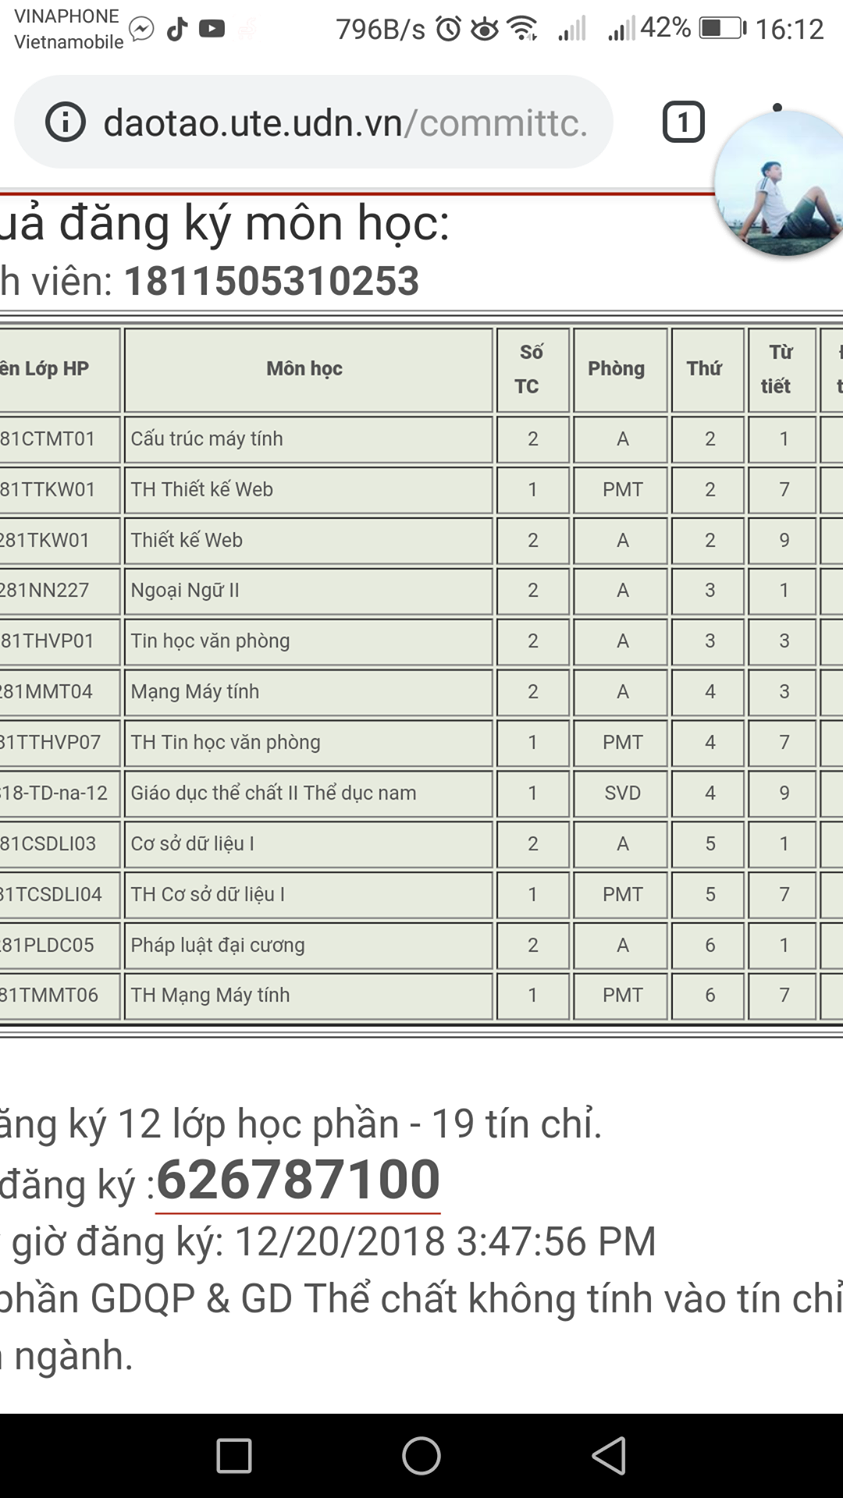 VINAPHONE
Vietnamobile
796B/s 42% 16:12
daotao.ute.udn.vn/committc.
1
uả đăng ký môn học:
h viên: 1811505310253
ên Lớp HP Môn học Số TC Phòng Thứ Từ tiết
81CTMT01 Cấu trúc máy tính 2 A 2 1
81TTKW01 TH Thiết kế Web 1 PMT 2 7
281TKW01 Thiết kế Web 2 A 2 9
281NN227 Ngoại Ngữ II 2 A 3 1
81THVP01 Tin học văn phòng 2 A 3 3
281MMT04 Mạng Máy tính 2 A 4 3
81TTHVP07 TH Tin học văn phòng 1 PMT 4 7
18-TD-na-12 Giáo dục thể chất II Thể dục nam 1 SVD 4 9
81CSDLI03 Cơ sở dữ liệu I 2 A 5 1
81TCSDLI04 TH Cơ sở dữ liệu I 1 PMT 5 7
281PLDC05 Pháp luật đại cương 2 A 6 1
81TMMT06 TH Mạng Máy tính 1 PMT 6 7
ăng ký 12 lớp học phần - 19 tín chỉ.
đăng ký :626787100
giờ đăng ký: 12/20/2018 3:47:56 PM
phần GDQP & GD Thể chất không tính vào tín chỉ
ngành.